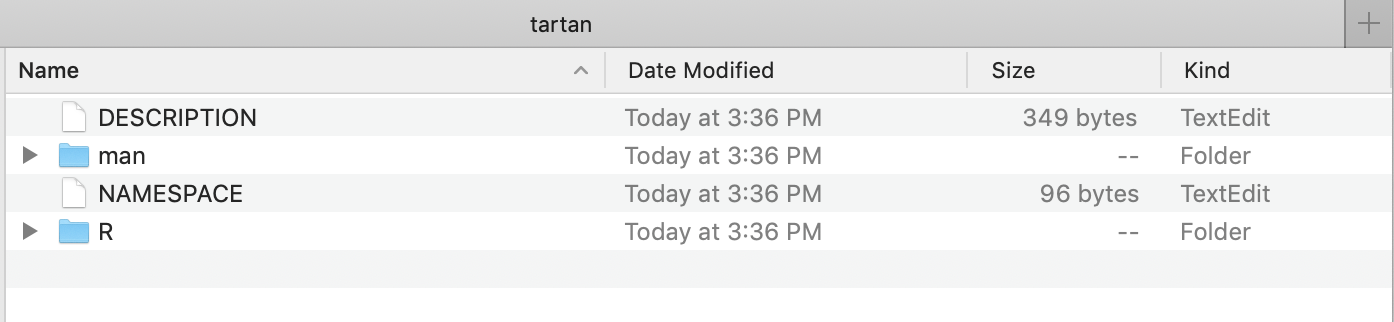 tartan
Name Date Modified Size Kind
DESCRIPTION Today at 3:36 PM 349 bytes TextEdit
man Today at 3:36 PM -- Folder
NAMESPACE Today at 3:36 PM 96 bytes TextEdit
R Today at 3:36 PM -- Folder